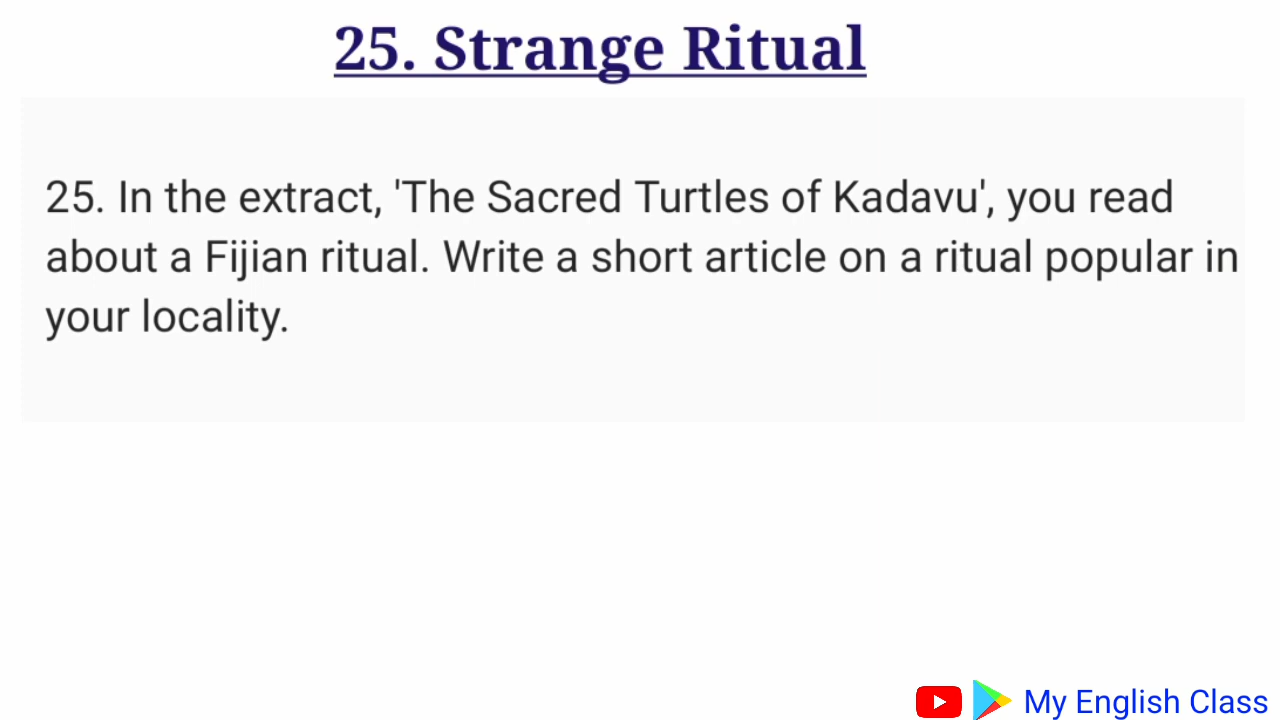 25. Strange Ritual
25. In the extract, 'The Sacred Turtles of Kadavu', you read
about a Fijian ritual. Write a short article on a ritual popular in
your locality.
My English Class